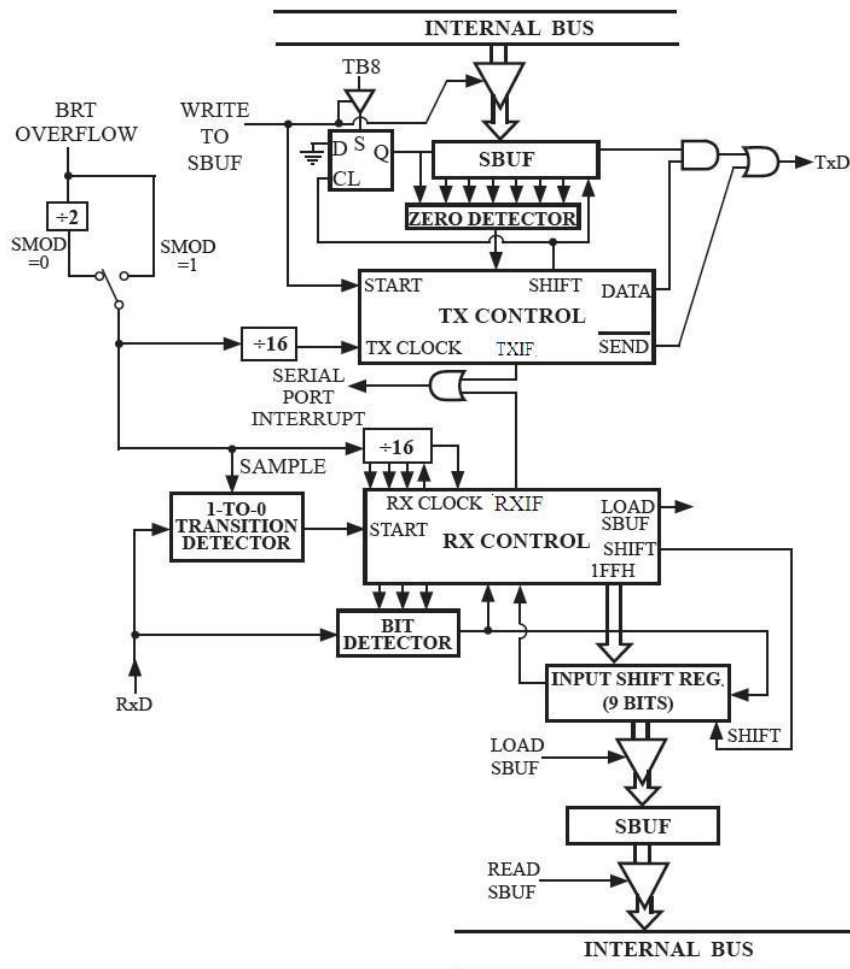 INTERNAL BUS
TB8
BRT
OVERFLOW
WRITE
TO
SBUF
D
S
Q
CL
SBUF
TxD
÷2
ZERO DETECTOR
SMOD
=0
SMOD
=1
START
SHIFT
DATA
TX CONTROL
÷16
TX CLOCK
TXIF
SEND
SERIAL
PORT
INTERRUPT
÷16
SAMPLE
RX CLOCK
RXIF
LOAD
SBUF
1-TO-0
TRANSITION
DETECTOR
START
RX CONTROL
SHIFT
1FFH
BIT
DETECTOR
INPUT SHIFT REG.
(9 BITS)
RxD
SHIFT
LOAD
SBUF
SBUF
READ
SBUF
INTERNAL BUS